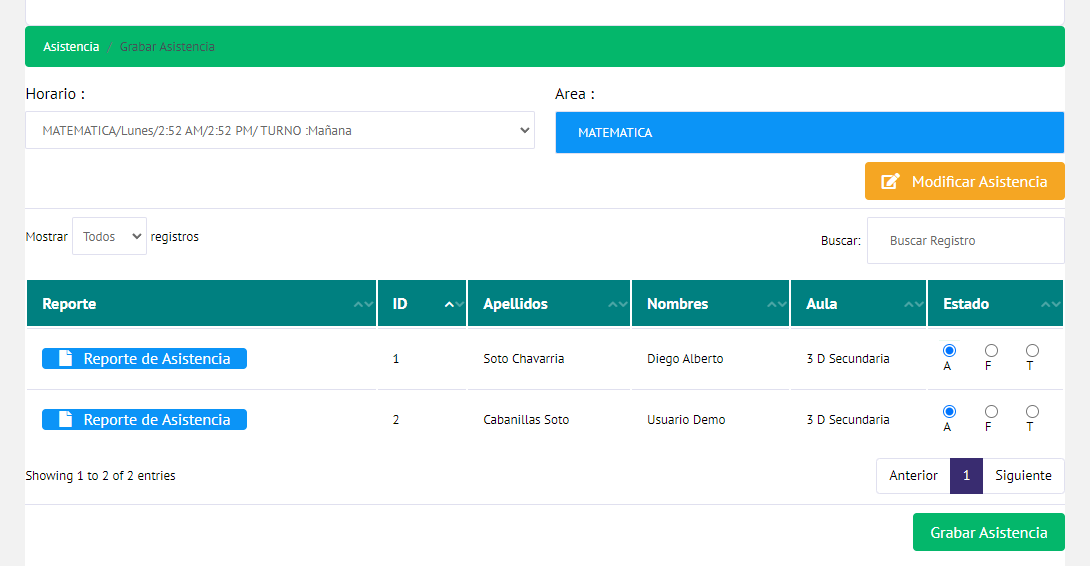 Asistencia / Grabar Asistencia
Horario : Area :
MATEMATICA/Lunes/2:52 AM/2:52 PM/ TURNO :Mañana MATEMATICA
Modificar Asistencia
Mostrar Todos registros Buscar: Buscar Registro
Reporte ID Apellidos Nombres Aula Estado
Reporte de Asistencia 1 Soto Chavarria Diego Alberto 3 D Secundaria A F T
Reporte de Asistencia 2 Cabanillas Soto Usuario Demo 3 D Secundaria A F T
Showing 1 to 2 of 2 entries Anterior 1 Siguiente
Grabar Asistencia